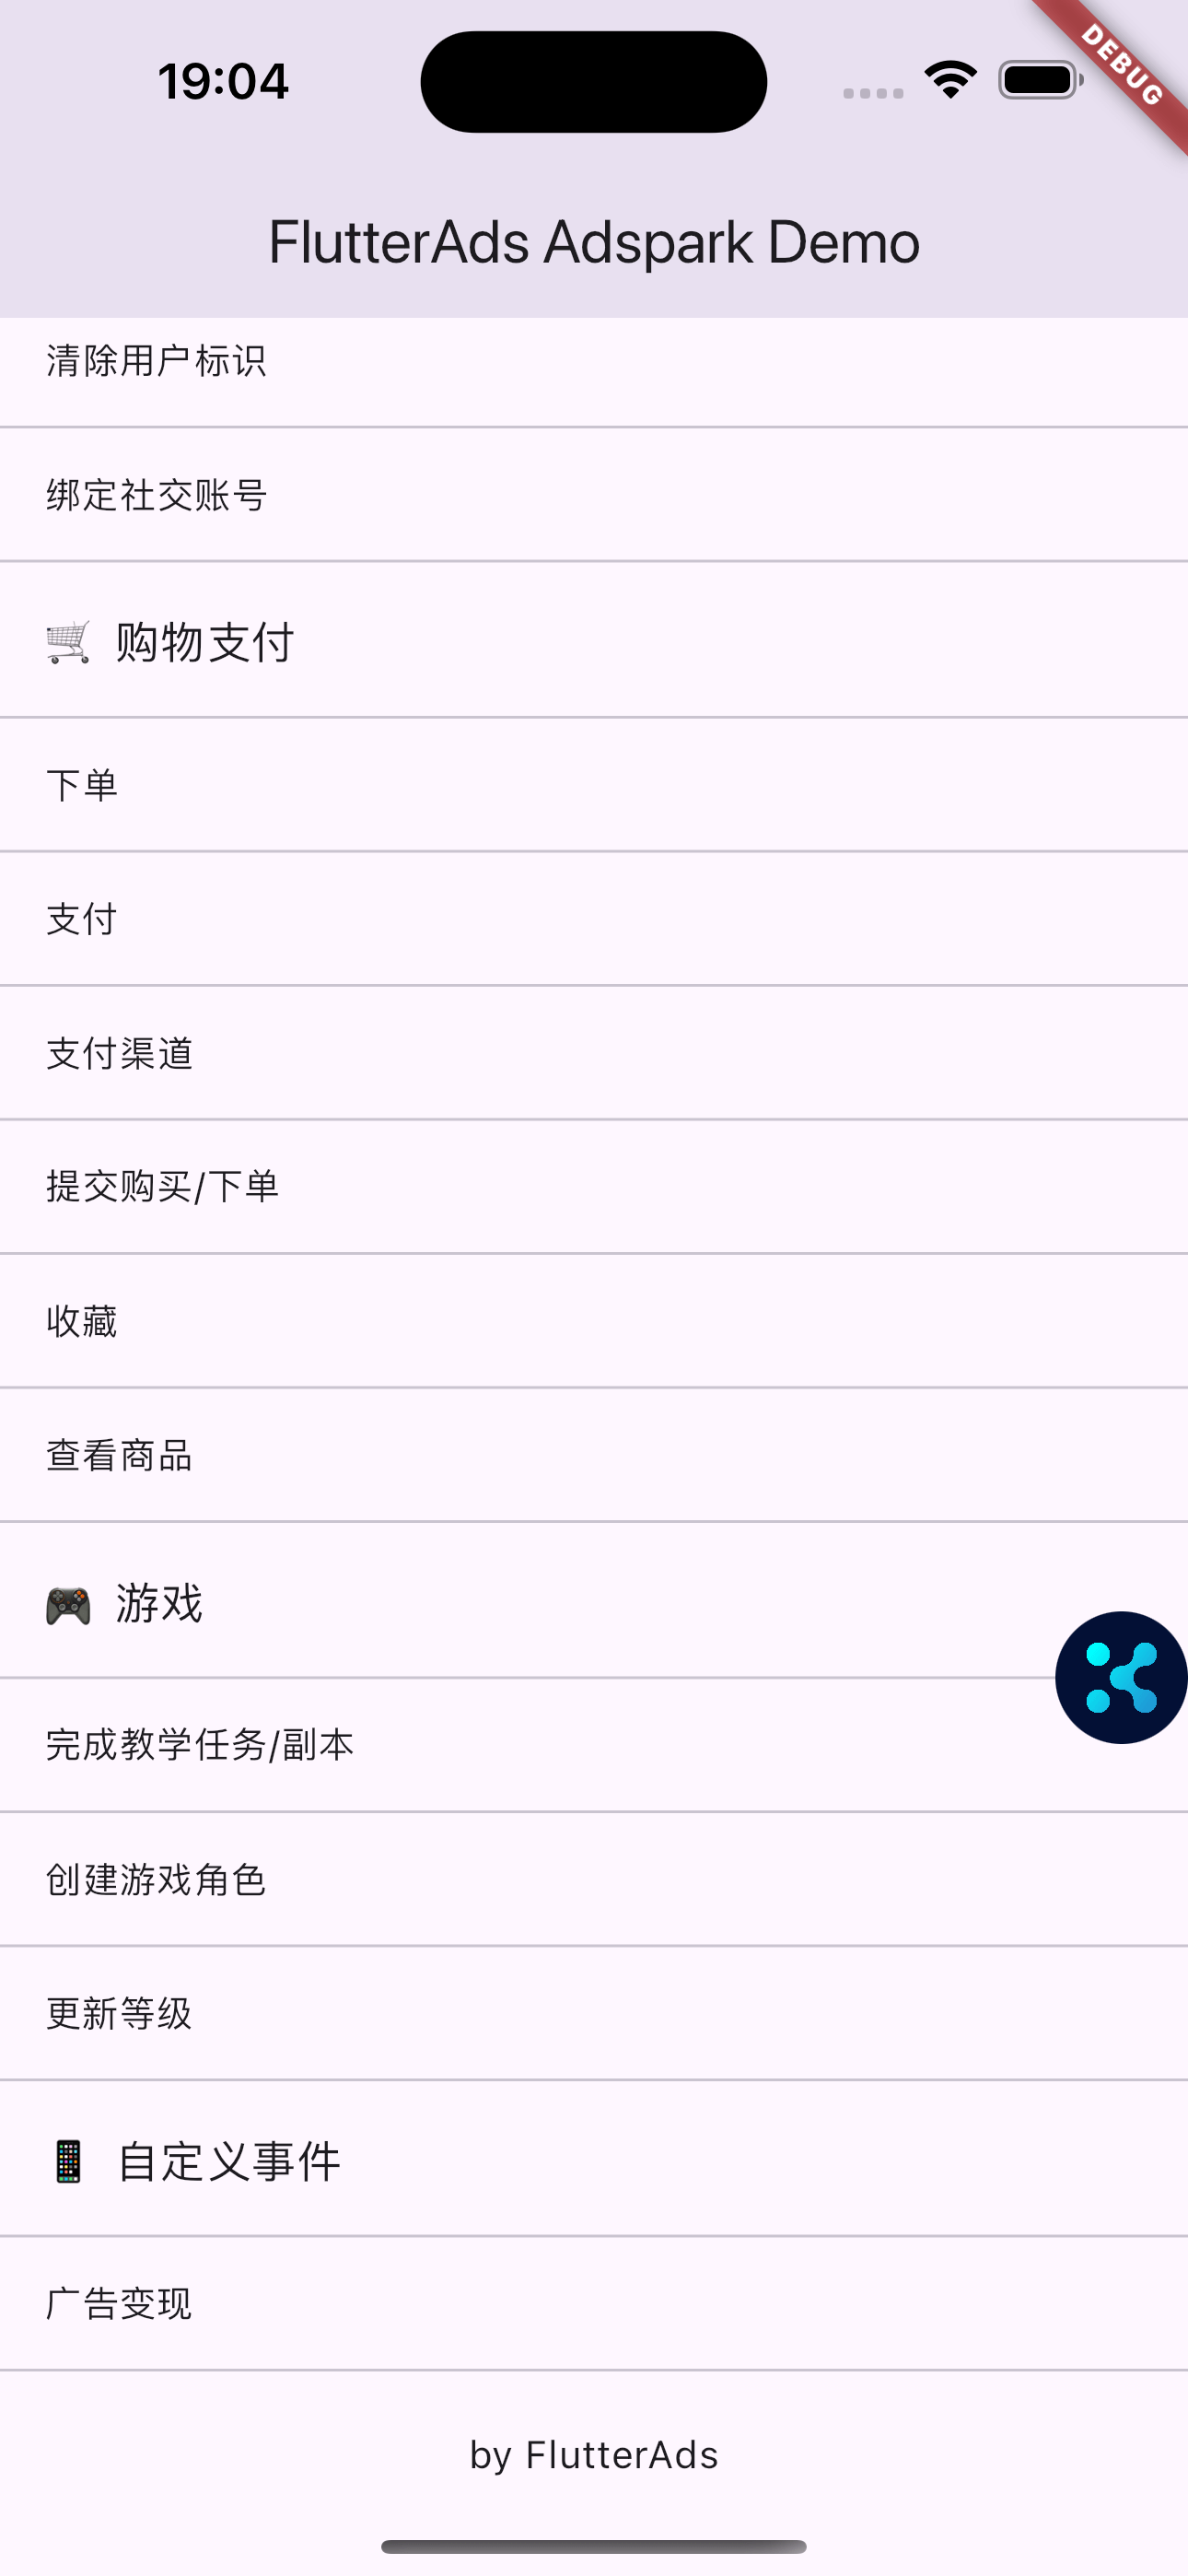 19:04
DEBUG
FlutterAds Adspark Demo
清除用户标识
绑定社交账号
🛒 购物支付
下单
支付
支付渠道
提交购买/下单
收藏
查看商品
🎮 游戏
完成教学任务/副本
创建游戏角色
更新等级
📱 自定义事件
广告变现
by FlutterAds